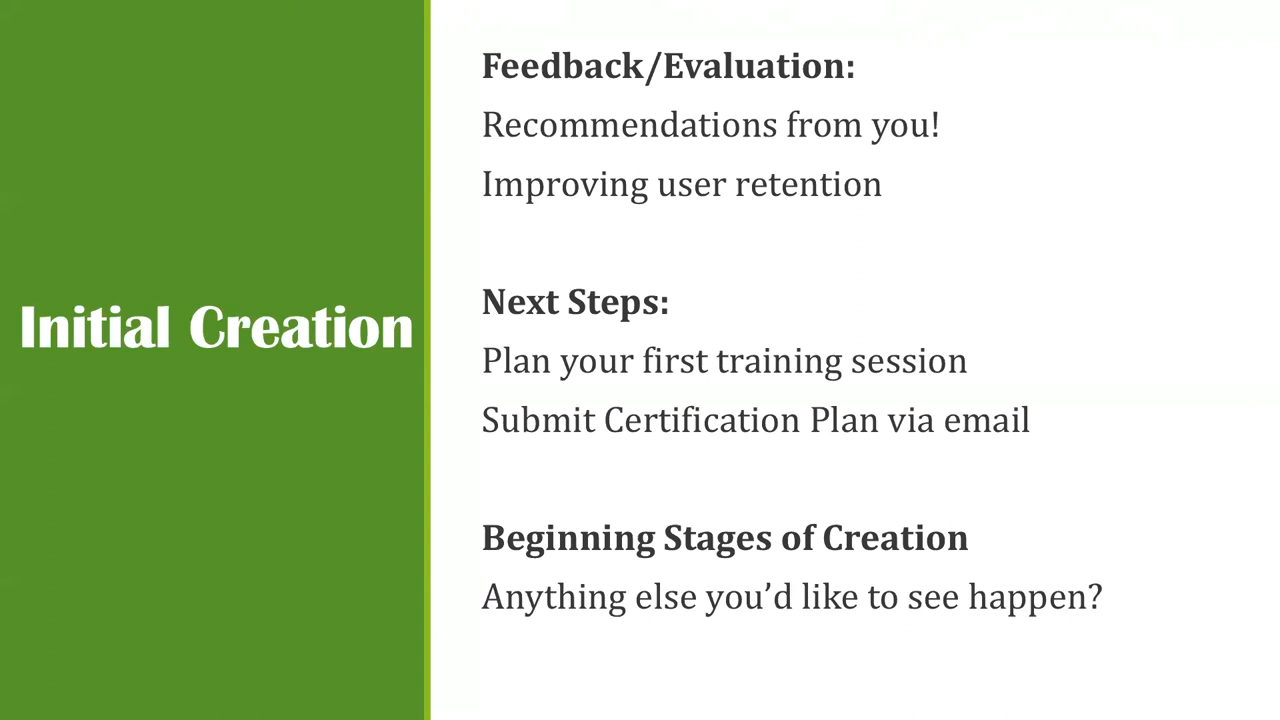 Initial Creation
Feedback/Evaluation:
Recommendations from you!
Improving user retention
Next Steps:
Plan your first training session
Submit Certification Plan via email
Beginning Stages of Creation
Anything else you’d like to see happen?